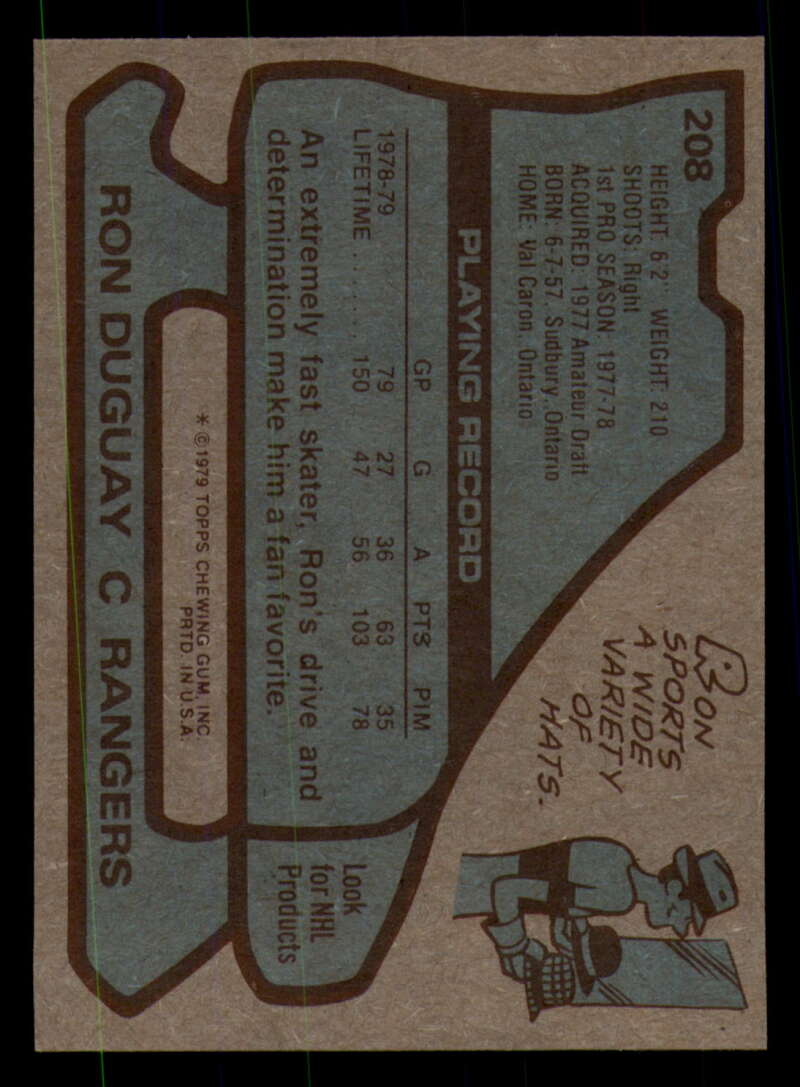 208
HEIGHT: 6'2" WEIGHT: 210
SHOOTS: Right
1st PRO SEASON: 1977-78
ACQUIRED: 1977 Amateur Draft
BORN: 6-7-57, Sudbury, Ontario
HOME: Val Caron, Ontario
RON
SPORTS
A WIDE
VARIETY
OF
HATS.
PLAYING RECORD
GP G A PTS PIM
1978-79 79 27 36 63 35
LIFETIME ........ 150 47 56 103 78
An extremely fast skater, Ron's drive and
determination make him a fan favorite.
Look
for NHL
Products
* ©1979 TOPPS CHEWING GUM, INC.
PRTD. IN U.S.A.
RON DUGUAY C RANGERS